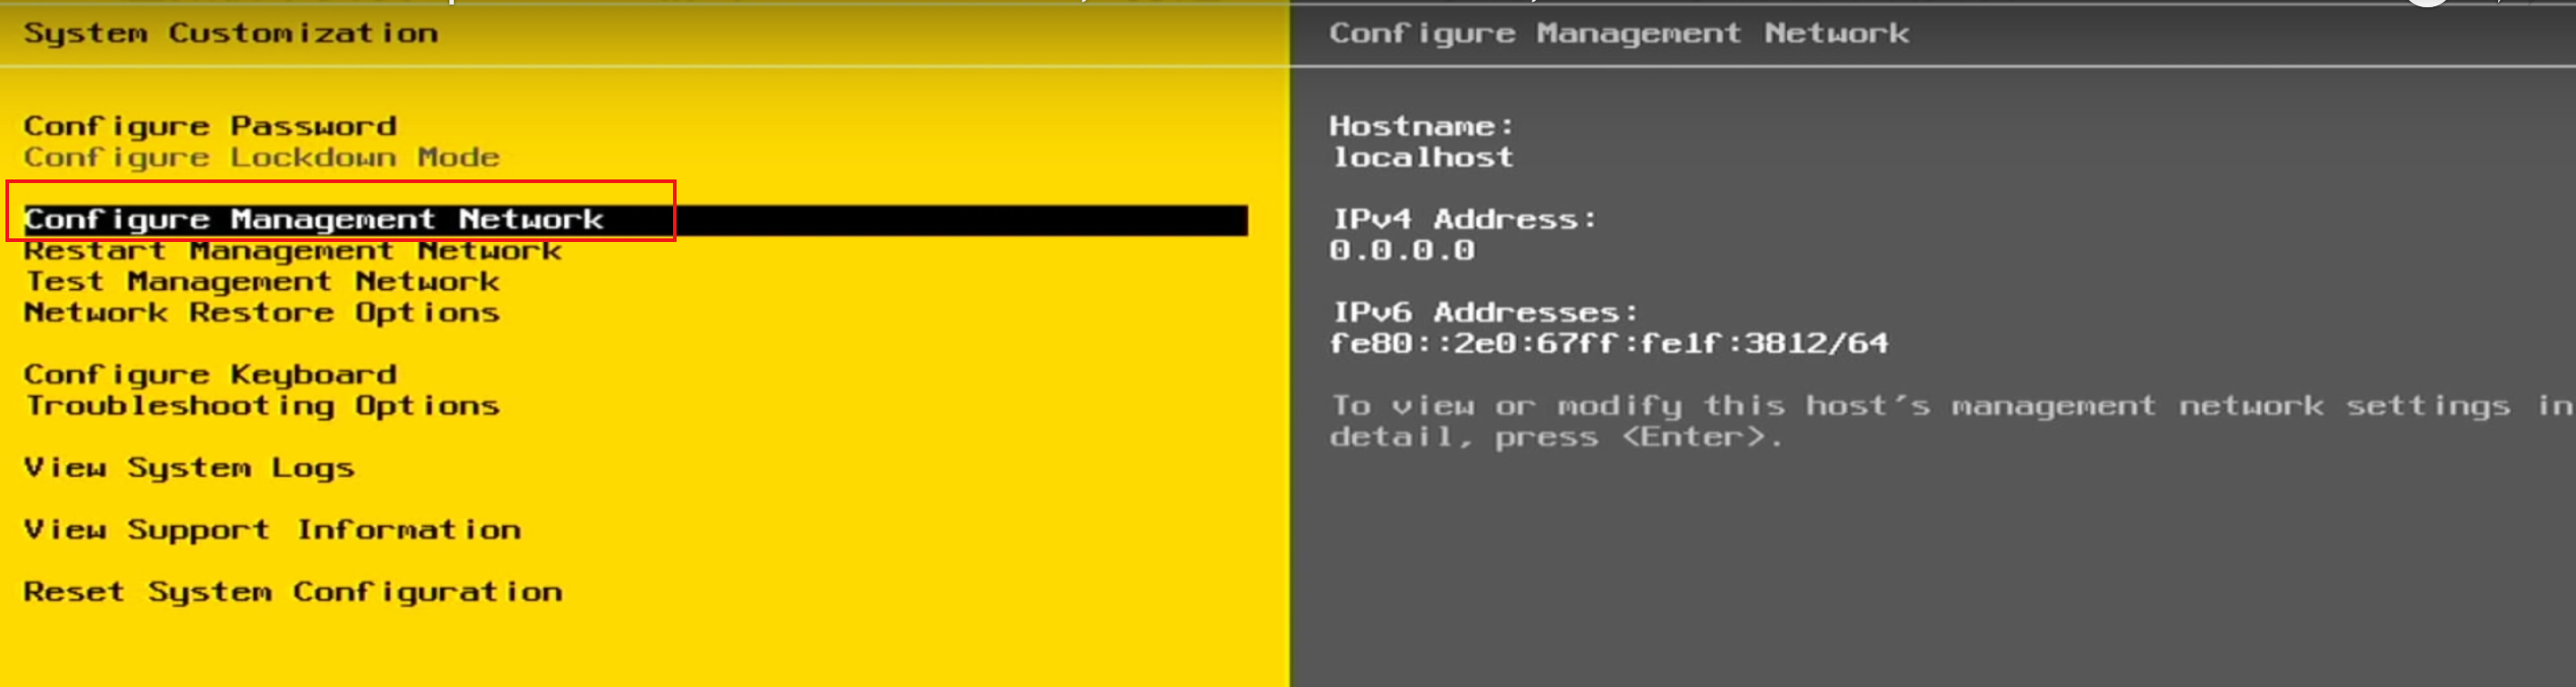 System Customization
Configure Password
Configure Lockdown Mode
Configure Management Network
Restart Management Network
Test Management Network
Network Restore Options
Configure Keyboard
Troubleshooting Options
View System Logs
View Support Information
Reset System Configuration
Configure Management Network
Hostname:
localhost
IPv4 Address:
0.0.0.0
IPv6 Addresses:
fe80::2e0:67ff:fe1f:3812/64
To view or modify this host's management network settings in
detail, press <Enter>.